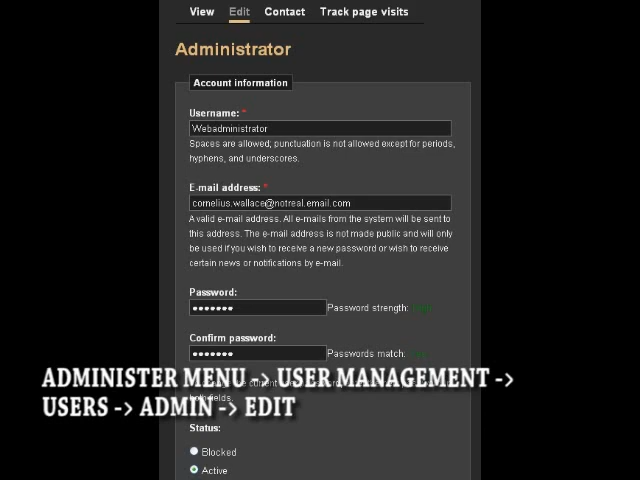 View Edit Contact Track page visits
Administrator
Account information
Username: *
Webadministrator
Spaces are allowed; punctuation is not allowed except for periods,
hyphens, and underscores.
E-mail address: *
cornelius.wallace@notreal.email.com
A valid e-mail address. All e-mails from the system will be sent to
this address. The e-mail address is not made public and will only
be used if you wish to receive a new password or wish to receive
certain news or notifications by e-mail.
Password:
Password strength:
Confirm password:
Passwords match:
ADMINISTER MENU -> USER MANAGEMENT ->
USERS -> ADMIN -> EDIT
Status:
Blocked
Active